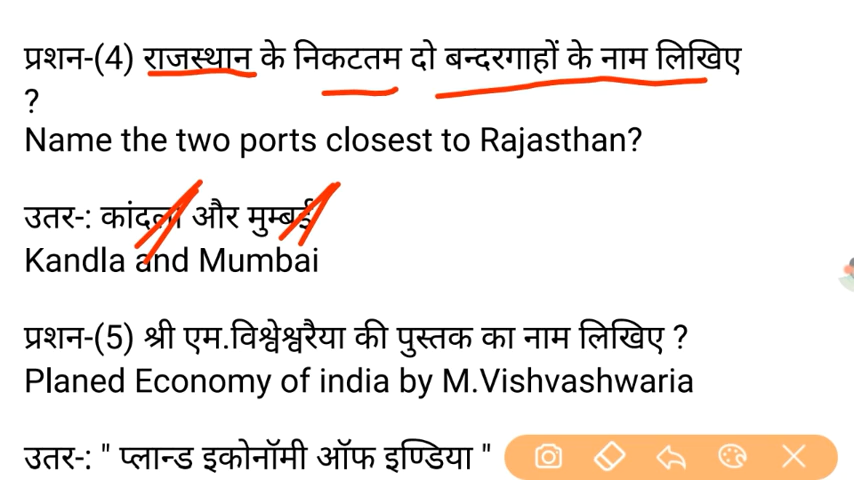 प्रशन-(4) राजस्थान के निकटतम दो बन्दरगाहों के नाम लिखिए
?
Name the two ports closest to Rajasthan?
उतर-: कांदला और मुम्बई
Kandla and Mumbai
प्रशन-(5) श्री एम.विश्वेश्वरैया की पुस्तक का नाम लिखिए ?
Planed Economy of india by M.Vishvashwaria
उतर-: " प्लान्ड इकोनॉमी ऑफ इण्डिया "